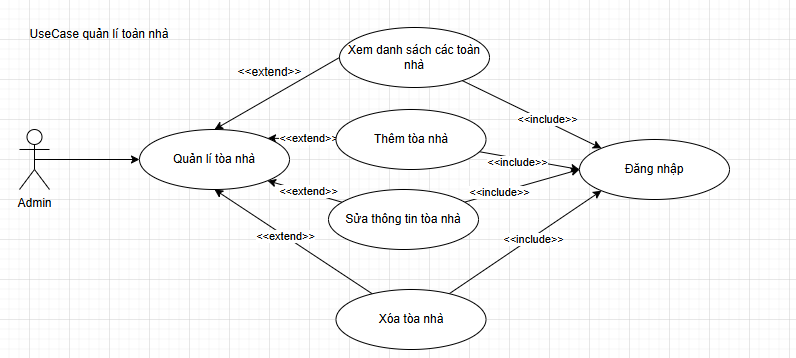 UseCase quản lí toàn nhà
Xem danh sách các toàn
nhà
<<extend>>
<<include>>
<<extend>>
Thêm tòa nhà
Quản lí tòa nhà
<<include>>
Đăng nhập
<<extend>>
<<include>>
Admin
Sửa thông tin tòa nhà
<<extend>>
<<include>>
Xóa tòa nhà